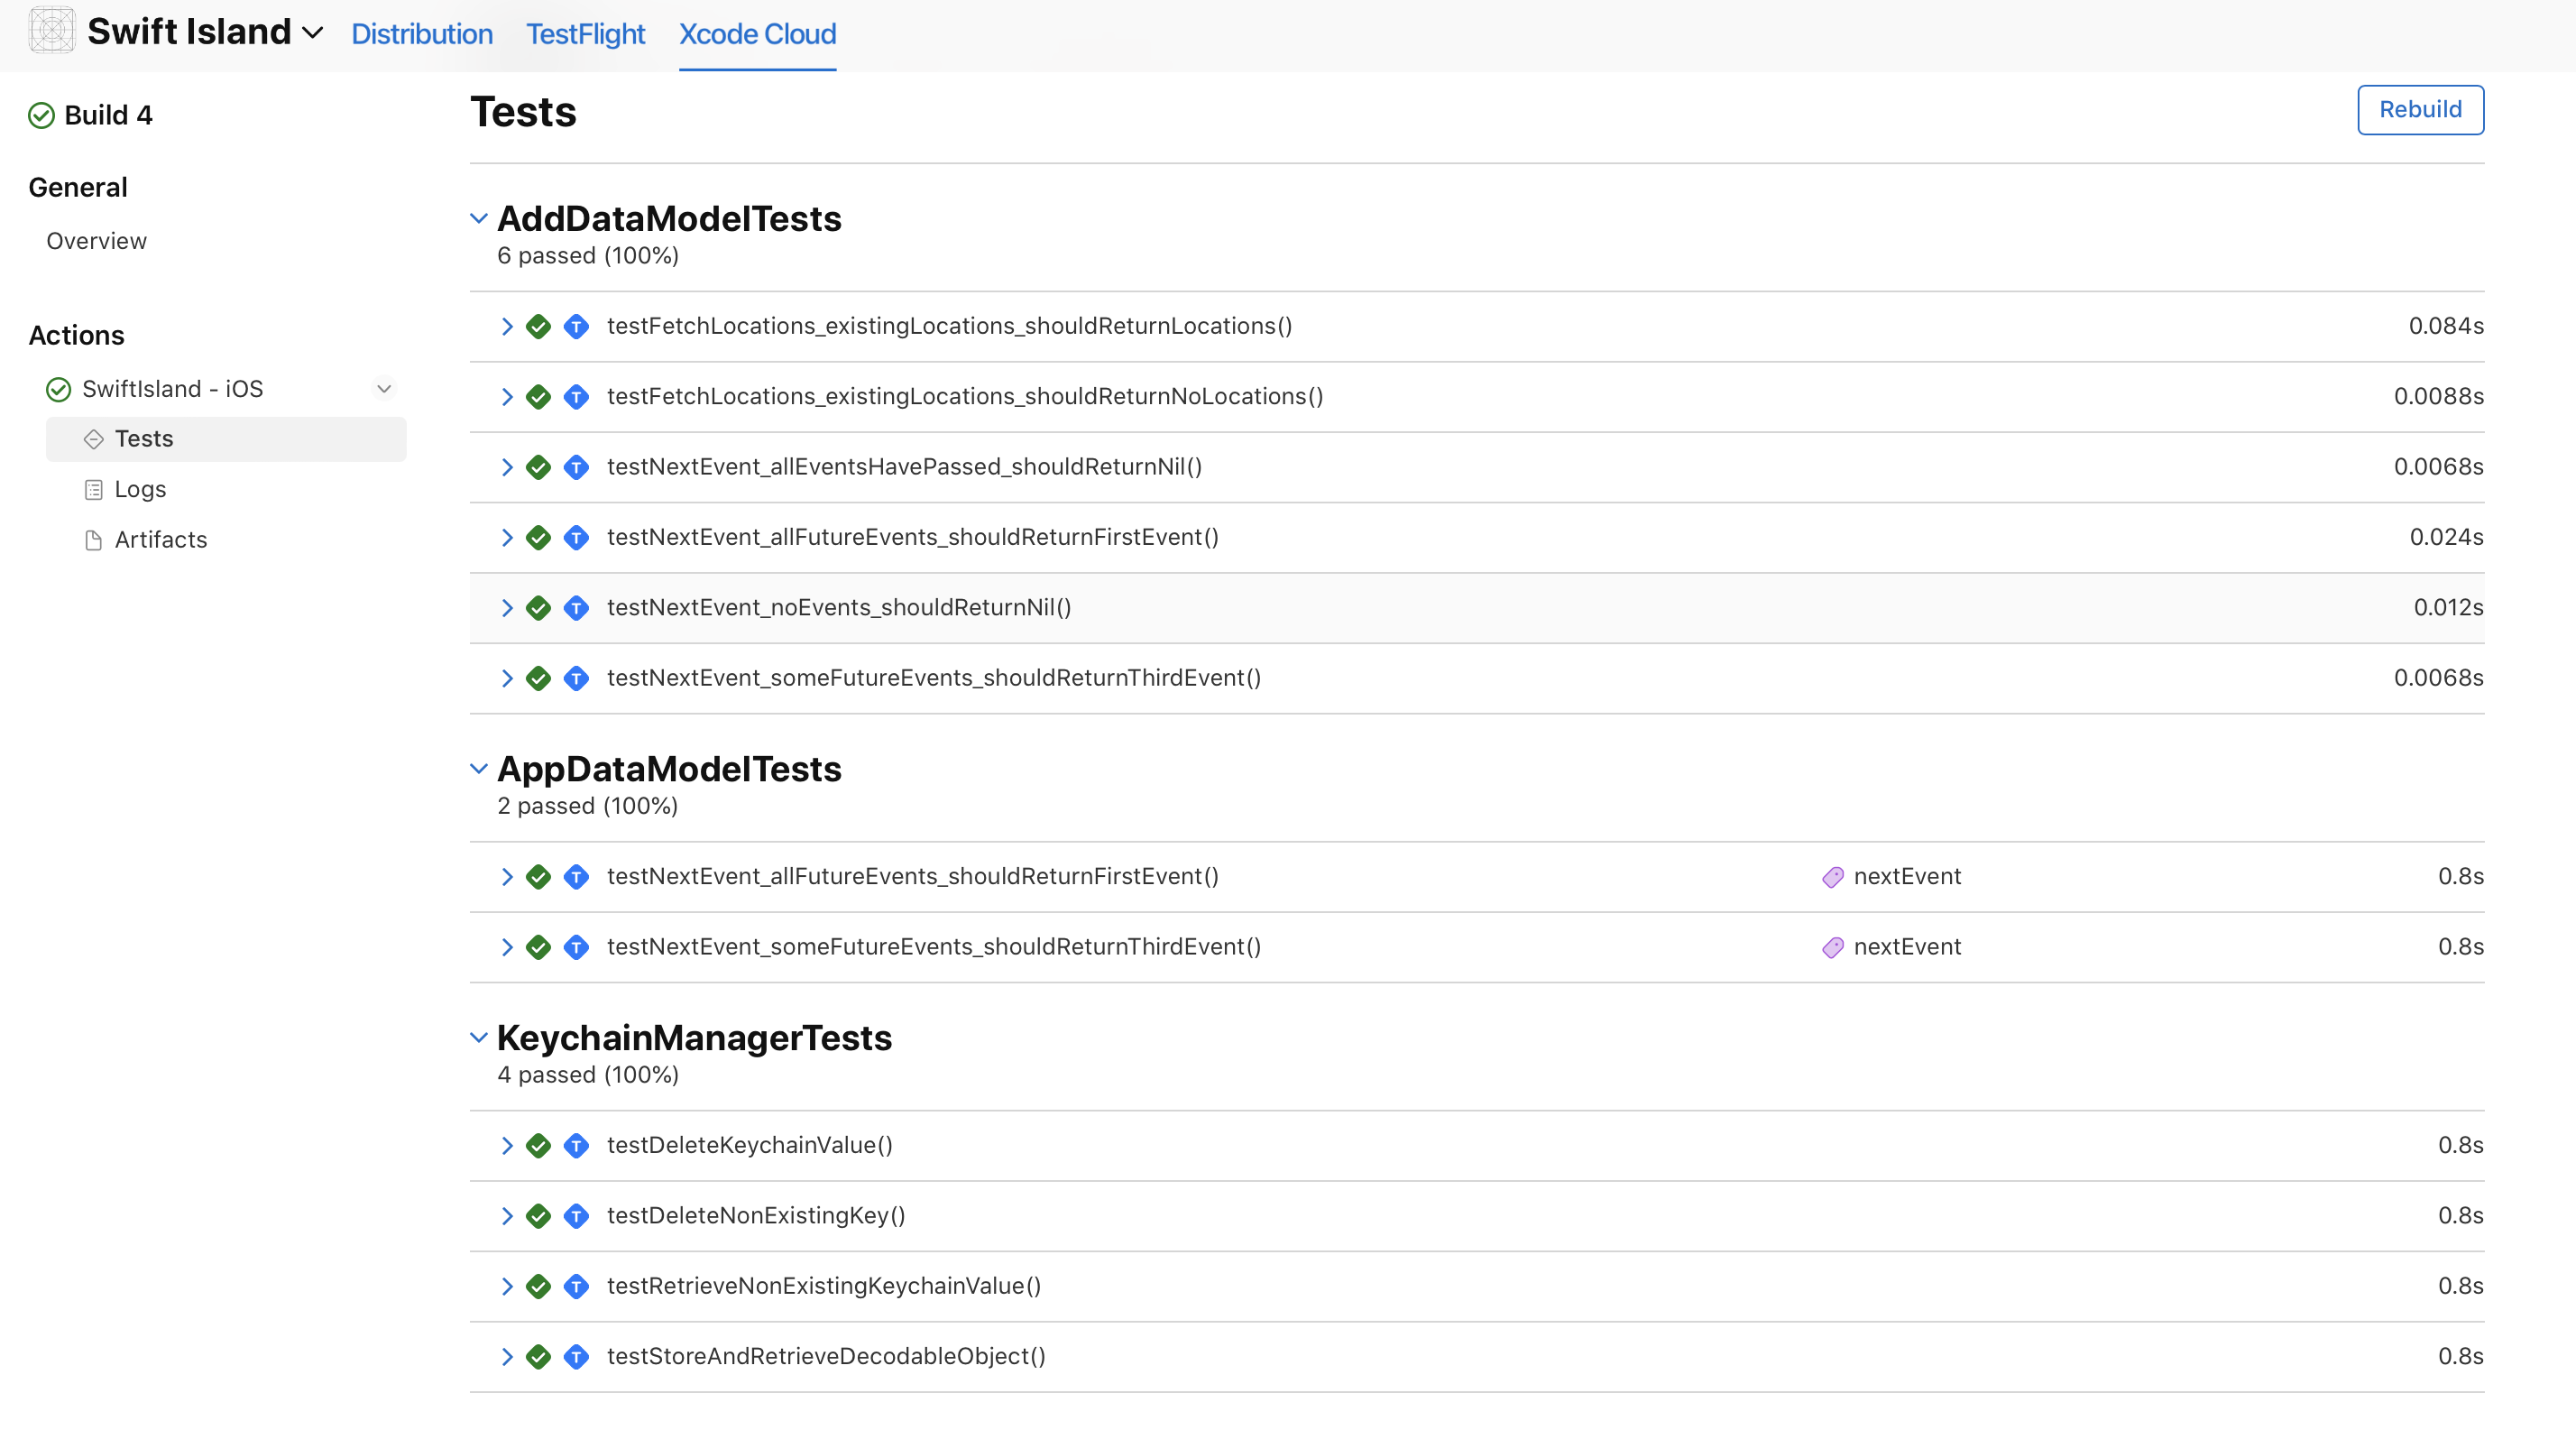 Swift Island Distribution TestFlight Xcode Cloud
Build 4
General
Overview
Actions
SwiftIsland - iOS
Tests
Logs
Artifacts
Tests
Rebuild
AddDataModelTests
6 passed (100%)
T testFetchLocations_existingLocations_shouldReturnLocations() 0.084s
T testFetchLocations_existingLocations_shouldReturnNoLocations() 0.0088s
T testNextEvent_allEventsHavePassed_shouldReturnNil() 0.0068s
T testNextEvent_allFutureEvents_shouldReturnFirstEvent() 0.024s
T testNextEvent_noEvents_shouldReturnNil() 0.012s
T testNextEvent_someFutureEvents_shouldReturnThirdEvent() 0.0068s
AppDataModelTests
2 passed (100%)
T testNextEvent_allFutureEvents_shouldReturnFirstEvent() nextEvent 0.8s
T testNextEvent_someFutureEvents_shouldReturnThirdEvent() nextEvent 0.8s
KeychainManagerTests
4 passed (100%)
T testDeleteKeychainValue() 0.8s
T testDeleteNonExistingKey() 0.8s
T testRetrieveNonExistingKeychainValue() 0.8s
T testStoreAndRetrieveDecodableObject() 0.8s